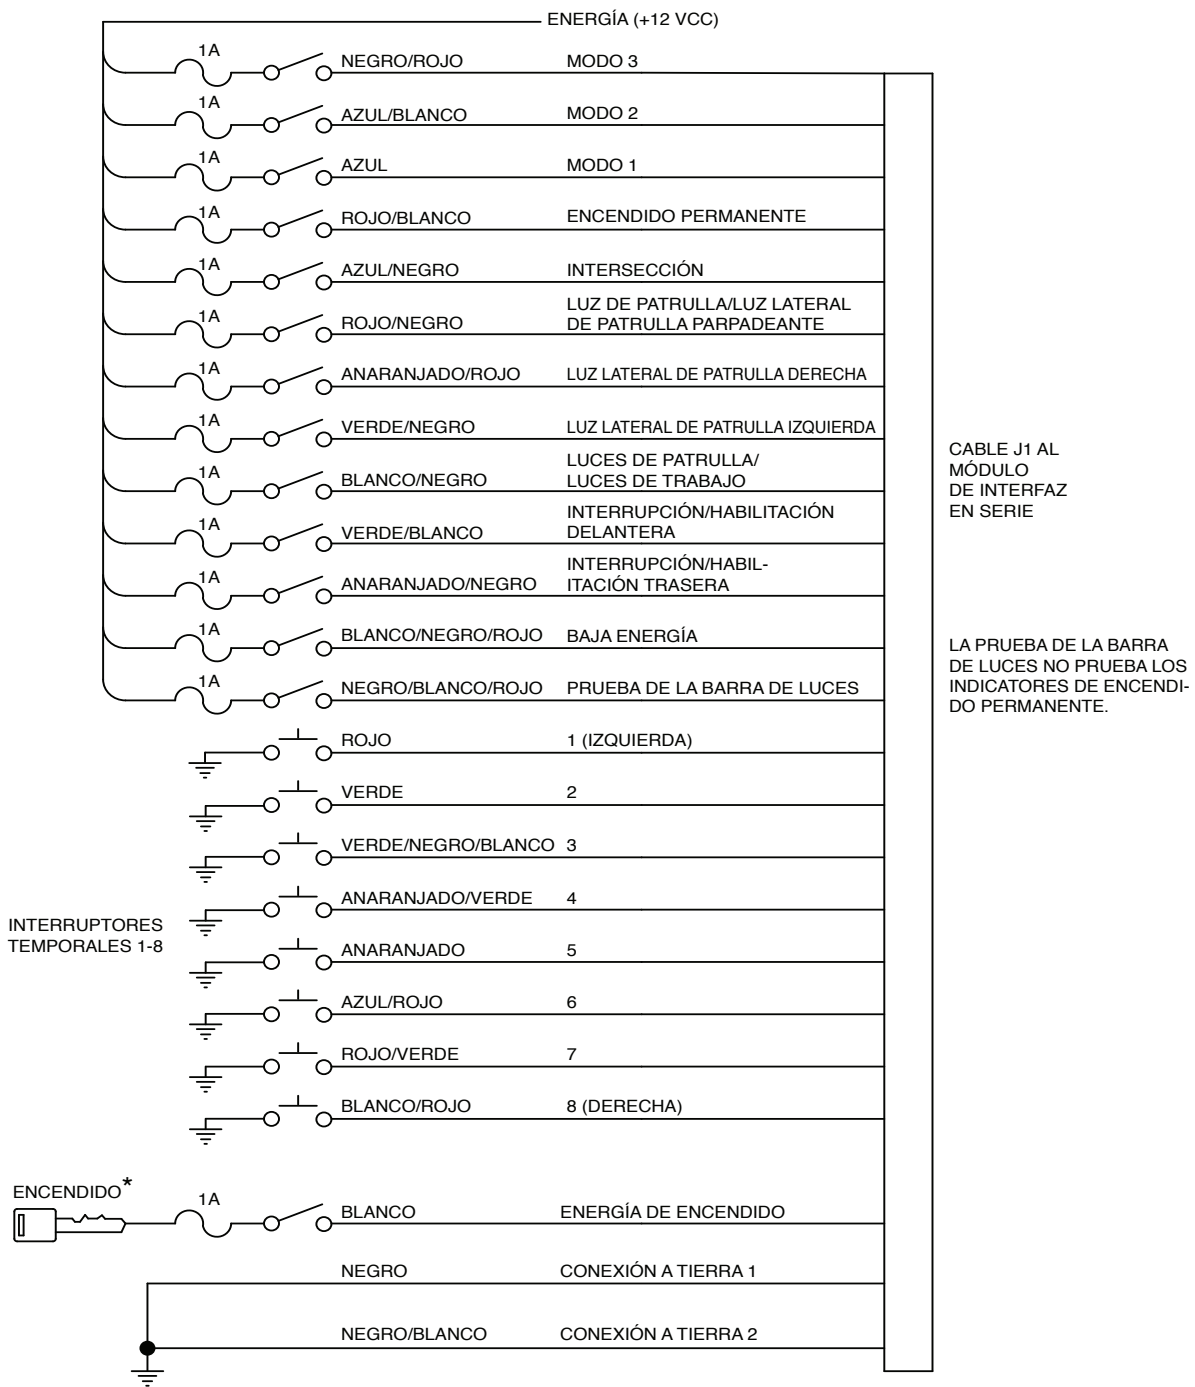 ENERGÍA (+12 VCC)
1A NEGRO/ROJO MODO 3
1A AZUL/BLANCO MODO 2
1A AZUL MODO 1
1A ROJO/BLANCO ENCENDIDO PERMANENTE
1A AZUL/NEGRO INTERSECCIÓN
1A ROJO/NEGRO LUZ DE PATRULLA/LUZ LATERAL
DE PATRULLA PARPADEANTE
1A ANARANJADO/ROJO LUZ LATERAL DE PATRULLA DERECHA
1A VERDE/NEGRO LUZ LATERAL DE PATRULLA IZQUIERDA
1A BLANCO/NEGRO LUCES DE PATRULLA/
LUCES DE TRABAJO
1A VERDE/BLANCO INTERRUPCIÓN/HABILITACIÓN
DELANTERA
1A ANARANJADO/NEGRO INTERRUPCIÓN/HABIL-
ITACIÓN TRASERA
1A BLANCO/NEGRO/ROJO BAJA ENERGÍA
1A NEGRO/BLANCO/ROJO PRUEBA DE LA BARRA DE LUCES
CABLE J1 AL
MÓDULO
DE INTERFAZ
EN SERIE
LA PRUEBA DE LA BARRA
DE LUCES NO PRUEBA LOS
INDICATORES DE ENCENDI-
DO PERMANENTE.
ROJO 1 (IZQUIERDA)
VERDE 2
VERDE/NEGRO/BLANCO 3
ANARANJADO/VERDE 4
ANARANJADO 5
AZUL/ROJO 6
ROJO/VERDE 7
BLANCO/ROJO 8 (DERECHA)
INTERRUPTORES
TEMPORALES 1-8
ENCENDIDO*
1A BLANCO ENERGÍA DE ENCENDIDO
NEGRO CONEXIÓN A TIERRA 1
NEGRO/BLANCO CONEXIÓN A TIERRA 2